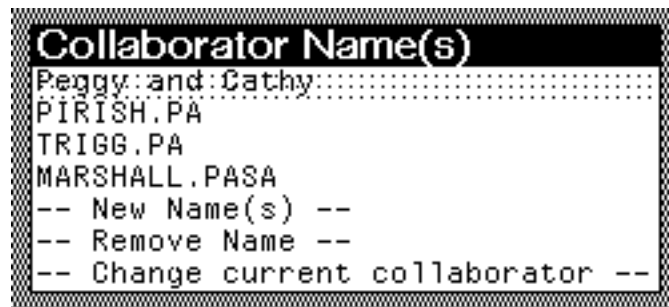 Collaborator Name(s)
Peggy and Cathy
PIRISH.PA
TRIGG.PA
MARSHALL.PASA
-- New Name(s) --
-- Remove Name --
-- Change current collaborator --